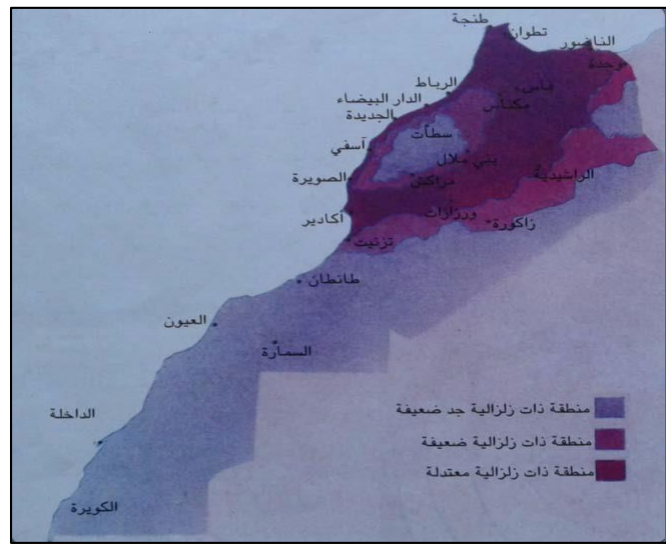 طنجة
تطوان
الناضور
وجدة
الرباط
فاس
مكناس
الدار البيضاء
الجديدة
سطات
آسفي
بني ملال
الراشيدية
الصويرة
مراكش
ورزازات
زاكورة
أكادير
تزنيت
طانطان
العيون
السمارة
الداخلة
الكويرة
منطقة ذات زلزالية جد ضعيفة
منطقة ذات زلزالية ضعيفة
منطقة ذات زلزالية معتدلة